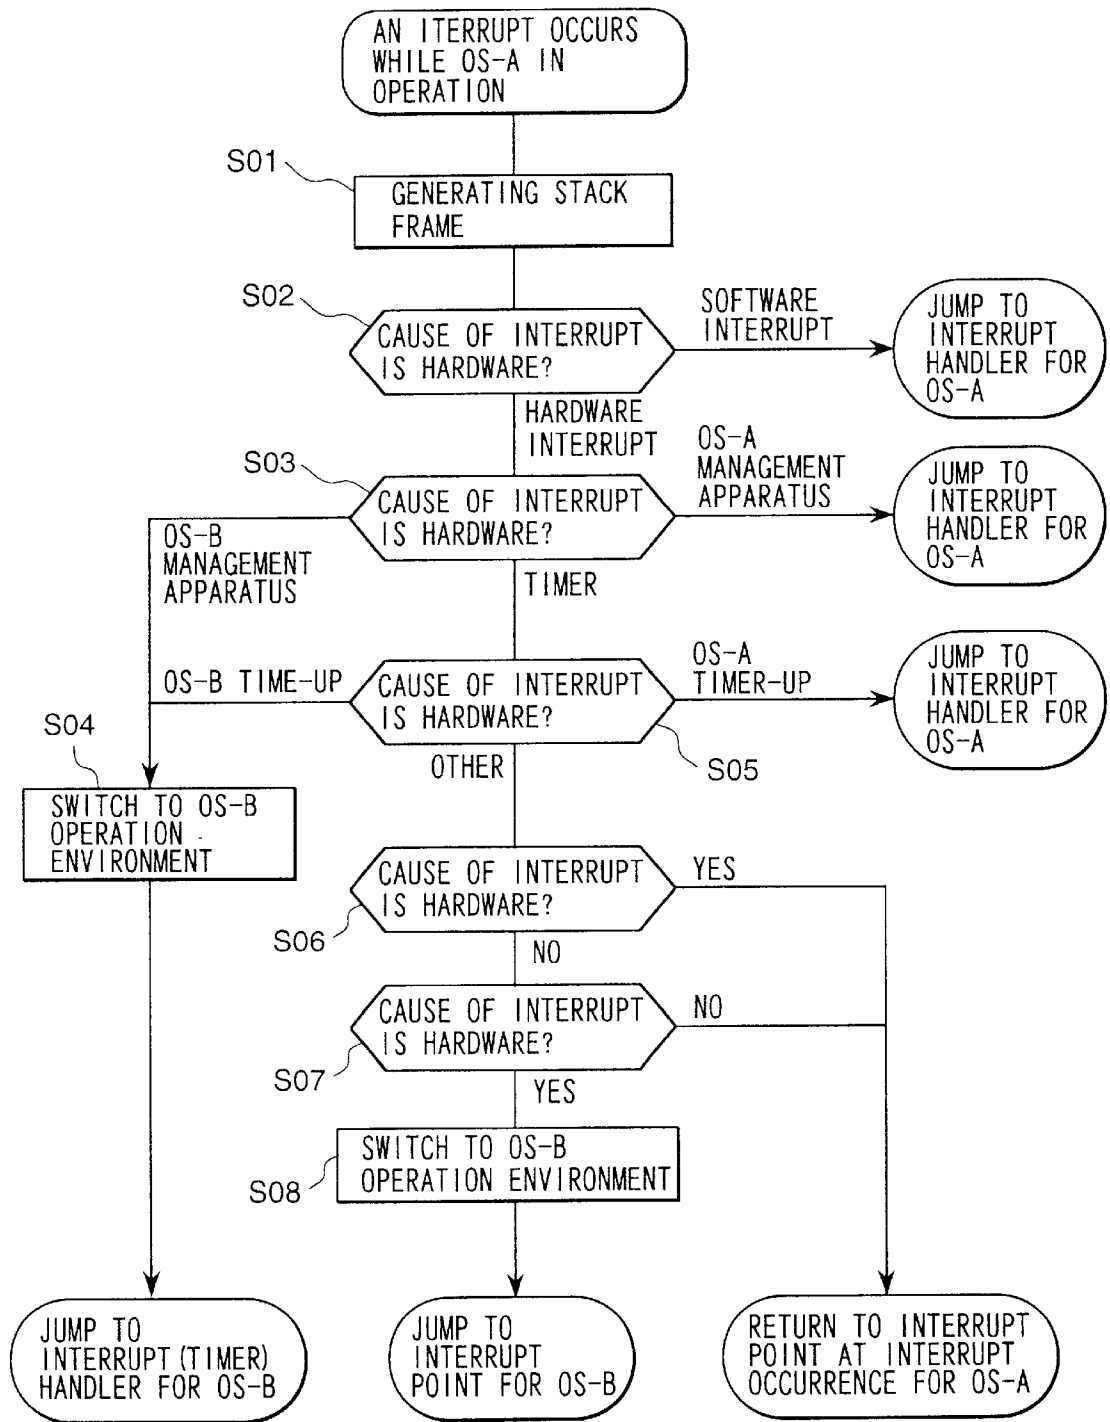 AN ITERRUPT OCCURS
WHILE OS-A IN
OPERATION
S01
GENERATING STACK
FRAME
S02
CAUSE OF INTERRUPT
IS HARDWARE?
SOFTWARE
INTERRUPT
JUMP TO
INTERRUPT
HANDLER FOR
OS-A
HARDWARE
INTERRUPT
S03
CAUSE OF INTERRUPT
IS HARDWARE?
OS-A
MANAGEMENT
APPARATUS
JUMP TO
INTERRUPT
HANDLER FOR
OS-A
OS-B
MANAGEMENT
APPARATUS
TIMER
OS-B TIME-UP
CAUSE OF INTERRUPT
IS HARDWARE?
OS-A
TIMER-UP
JUMP TO
INTERRUPT
HANDLER FOR
OS-A
S04
S05
OTHER
SWITCH TO OS-B
OPERATION
ENVIRONMENT
CAUSE OF INTERRUPT
IS HARDWARE?
YES
S06
NO
CAUSE OF INTERRUPT
IS HARDWARE?
NO
S07
YES
SWITCH TO OS-B
OPERATION ENVIRONMENT
S08
JUMP TO
INTERRUPT(TIMER)
HANDLER FOR OS-B
JUMP TO
INTERRUPT
POINT FOR OS-B
RETURN TO INTERRUPT
POINT AT INTERRUPT
OCCURRENCE FOR OS-A